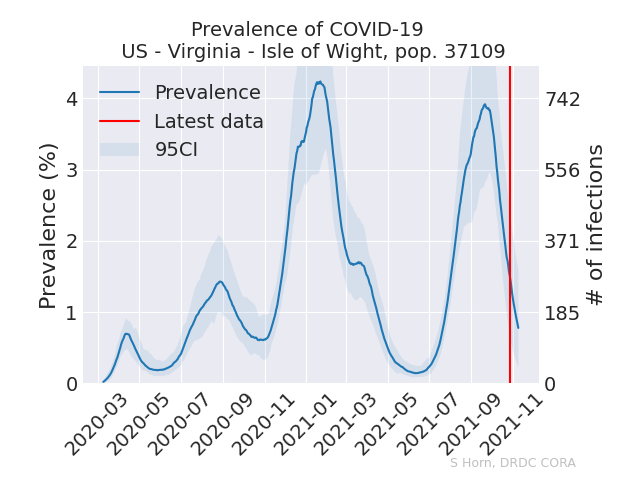 Prevalence of COVID-19
US - Virginia - Isle of Wight, pop. 37109
Prevalence
Latest data
95CI
Prevalence (%)
4
3
2
1
0
# of infections
742
556
371
185
0
2020-03
2020-05
2020-07
2020-09
2020-11
2021-01
2021-03
2021-05
2021-07
2021-09
2021-11
S Horn, DRDC CORA